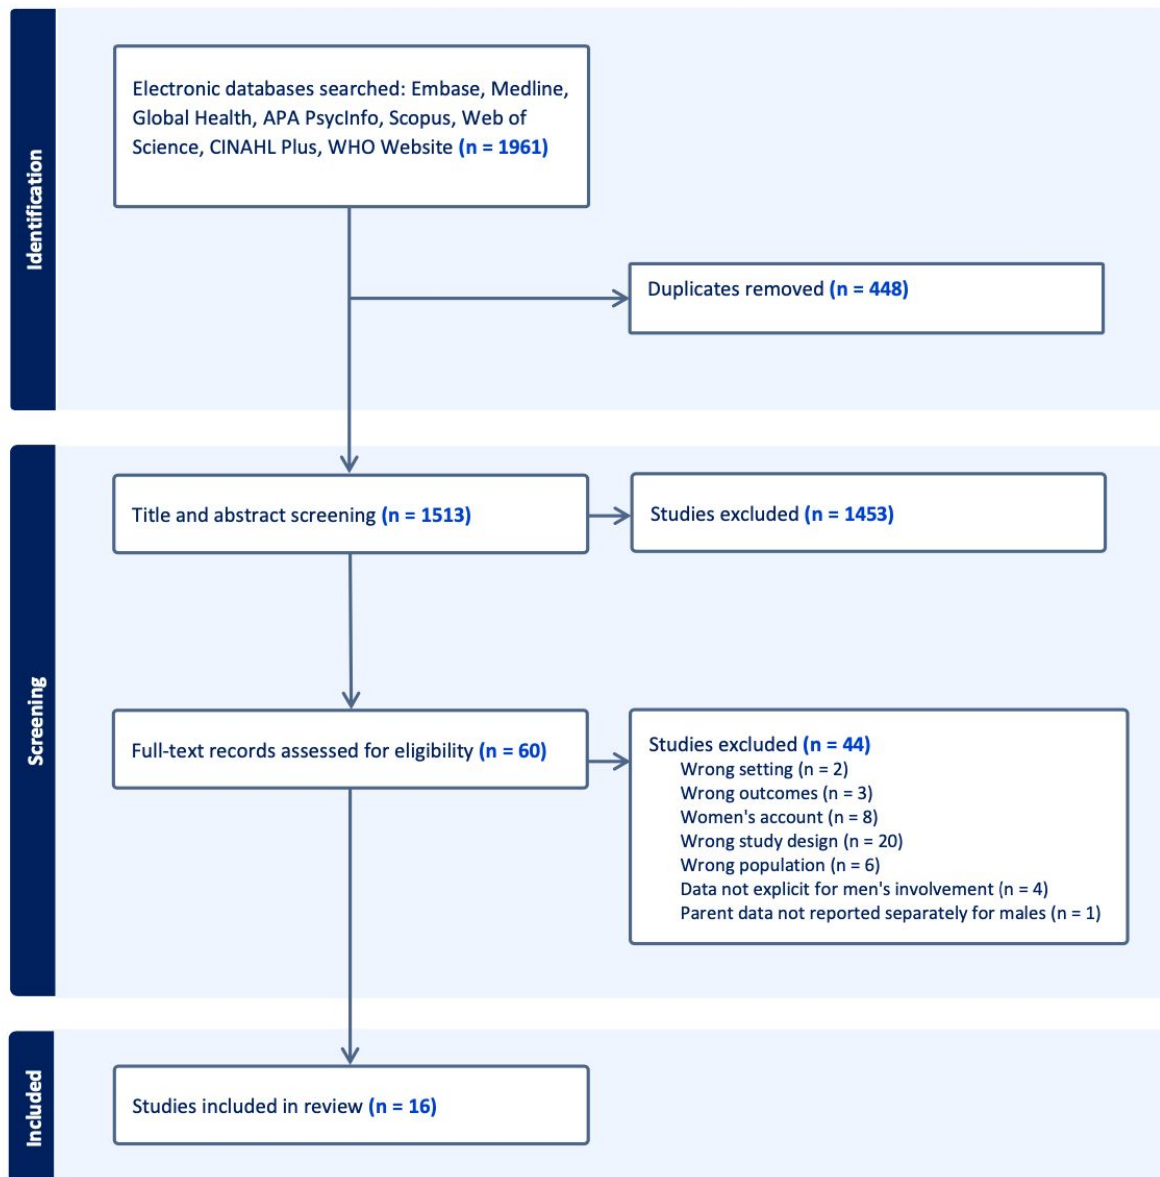 Identification
Electronic databases searched: Embase, Medline,
Global Health, APA PsycInfo, Scopus, Web of
Science, CINAHL Plus, WHO Website (n = 1961)
Duplicates removed (n = 448)
Screening
Title and abstract screening (n = 1513)
Studies excluded (n = 1453)
Full-text records assessed for eligibility (n = 60)
Studies excluded (n = 44)
Wrong setting (n = 2)
Wrong outcomes (n = 3)
Women's account (n = 8)
Wrong study design (n = 20)
Wrong population (n = 6)
Data not explicit for men's involvement (n = 4)
Parent data not reported separately for males (n = 1)
Included
Studies included in review (n = 16)